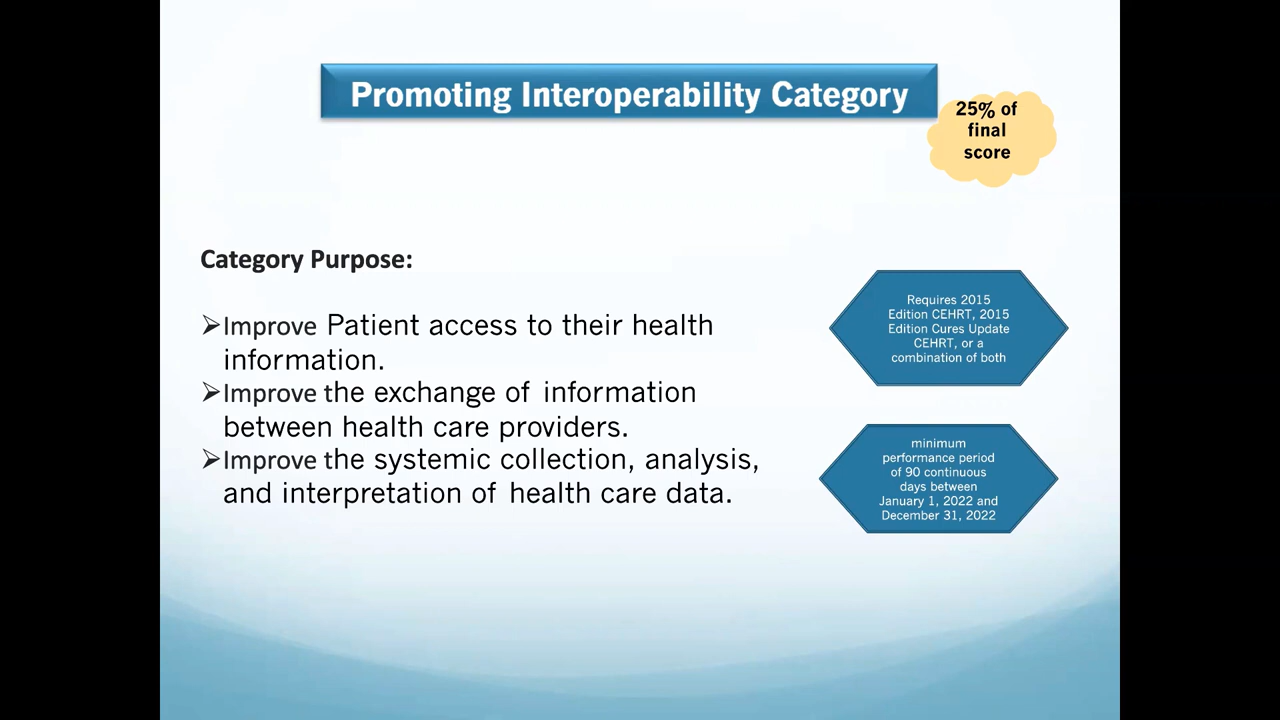 Promoting Interoperability Category
25% of
final
score
Category Purpose:
➢Improve Patient access to their health
information.
➢Improve the exchange of information
between health care providers.
➢Improve the systemic collection, analysis,
and interpretation of health care data.
Requires 2015
Edition CEHRT, 2015
Edition Cures Update
CEHRT, or a
combination of both
minimum
performance period
of 90 continuous
days between
January 1, 2022 and
December 31, 2022